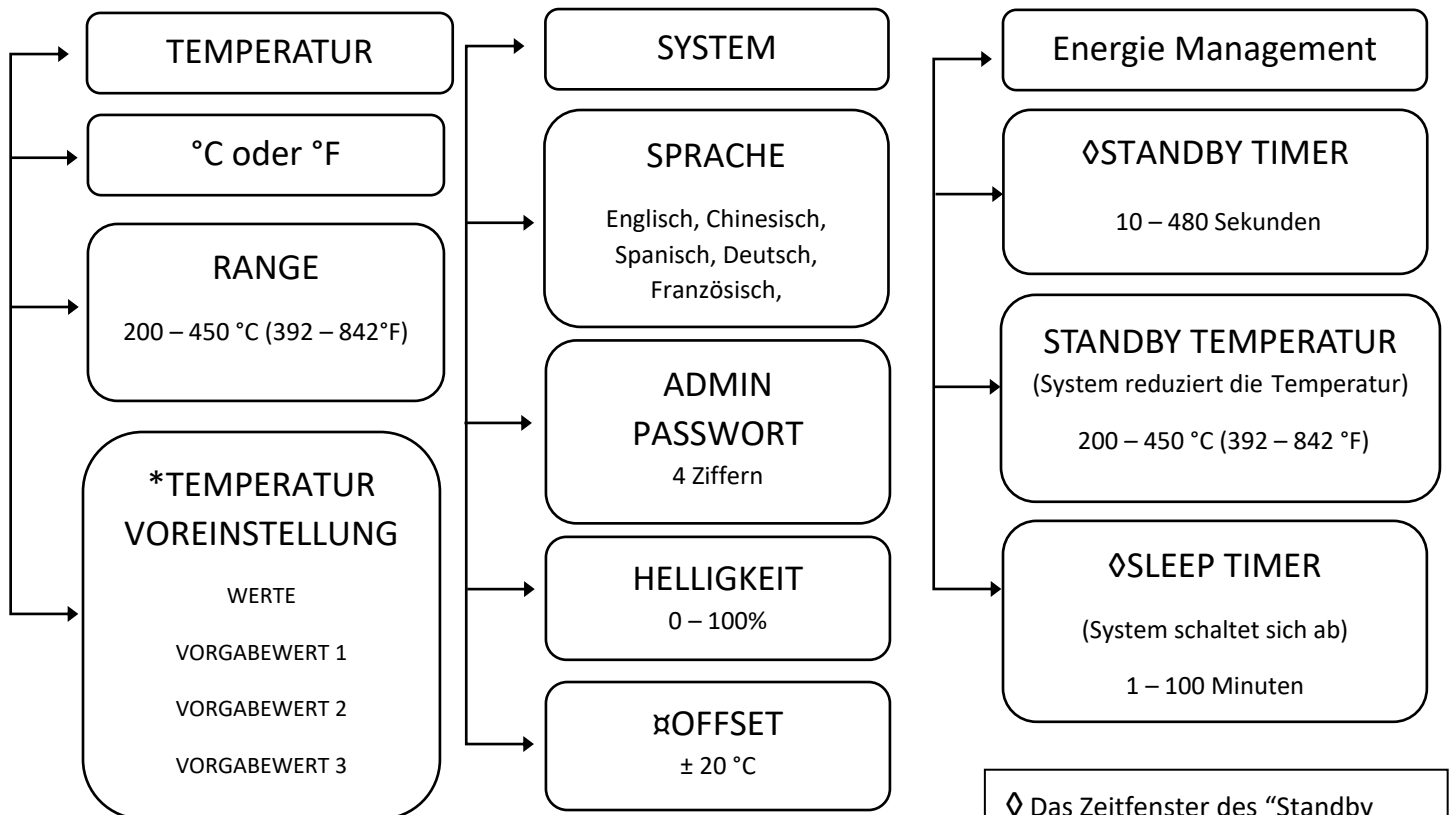 TEMPERATUR
°C oder °F
RANGE
200 – 450 °C (392 – 842°F)
*TEMPERATUR
VOREINSTELLUNG
WERTE
VORGABEWERT 1
VORGABEWERT 2
VORGABEWERT 3
SYSTEM
SPRACHE
Englisch, Chinesisch,
Spanisch, Deutsch,
Französisch,
ADMIN
PASSWORT
4 Ziffern
HELLIGKEIT
0 – 100%
¤OFFSET
± 20 °C
Energie Management
◊STANDBY TIMER
10 – 480 Sekunden
STANDBY TEMPERATUR
(System reduziert die Temperatur)
200 – 450 °C (392 – 842 °F)
◊SLEEP TIMER
(System schaltet sich ab)
1 – 100 Minuten
◊ Das Zeitfenster des “Standby